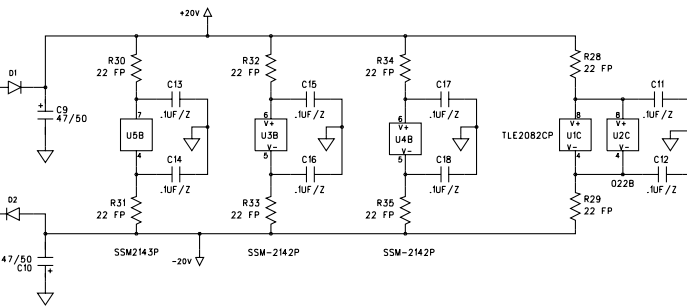 +20V
D1
C9
47/50
R30
22 FP
C13
.1UF/Z
7
U5B
4
C14
.1UF/Z
R31
22 FP
SSM2143P
R32
22 FP
C15
.1UF/Z
6
V+
U3B
V-
5
C16
.1UF/Z
R33
22 FP
SSM-2142P
R34
22 FP
C17
.1UF/Z
6
V+
U4B
V-
5
C18
.1UF/Z
R35
22 FP
SSM-2142P
R28
22 FP
C11
.1UF/Z
TLE2082CP
8
V+
U1C
V-
4
8
V+
U2C
V-
4
022B
C12
.1UF/Z
R29
22 FP
D2
47/50
C10
-20V